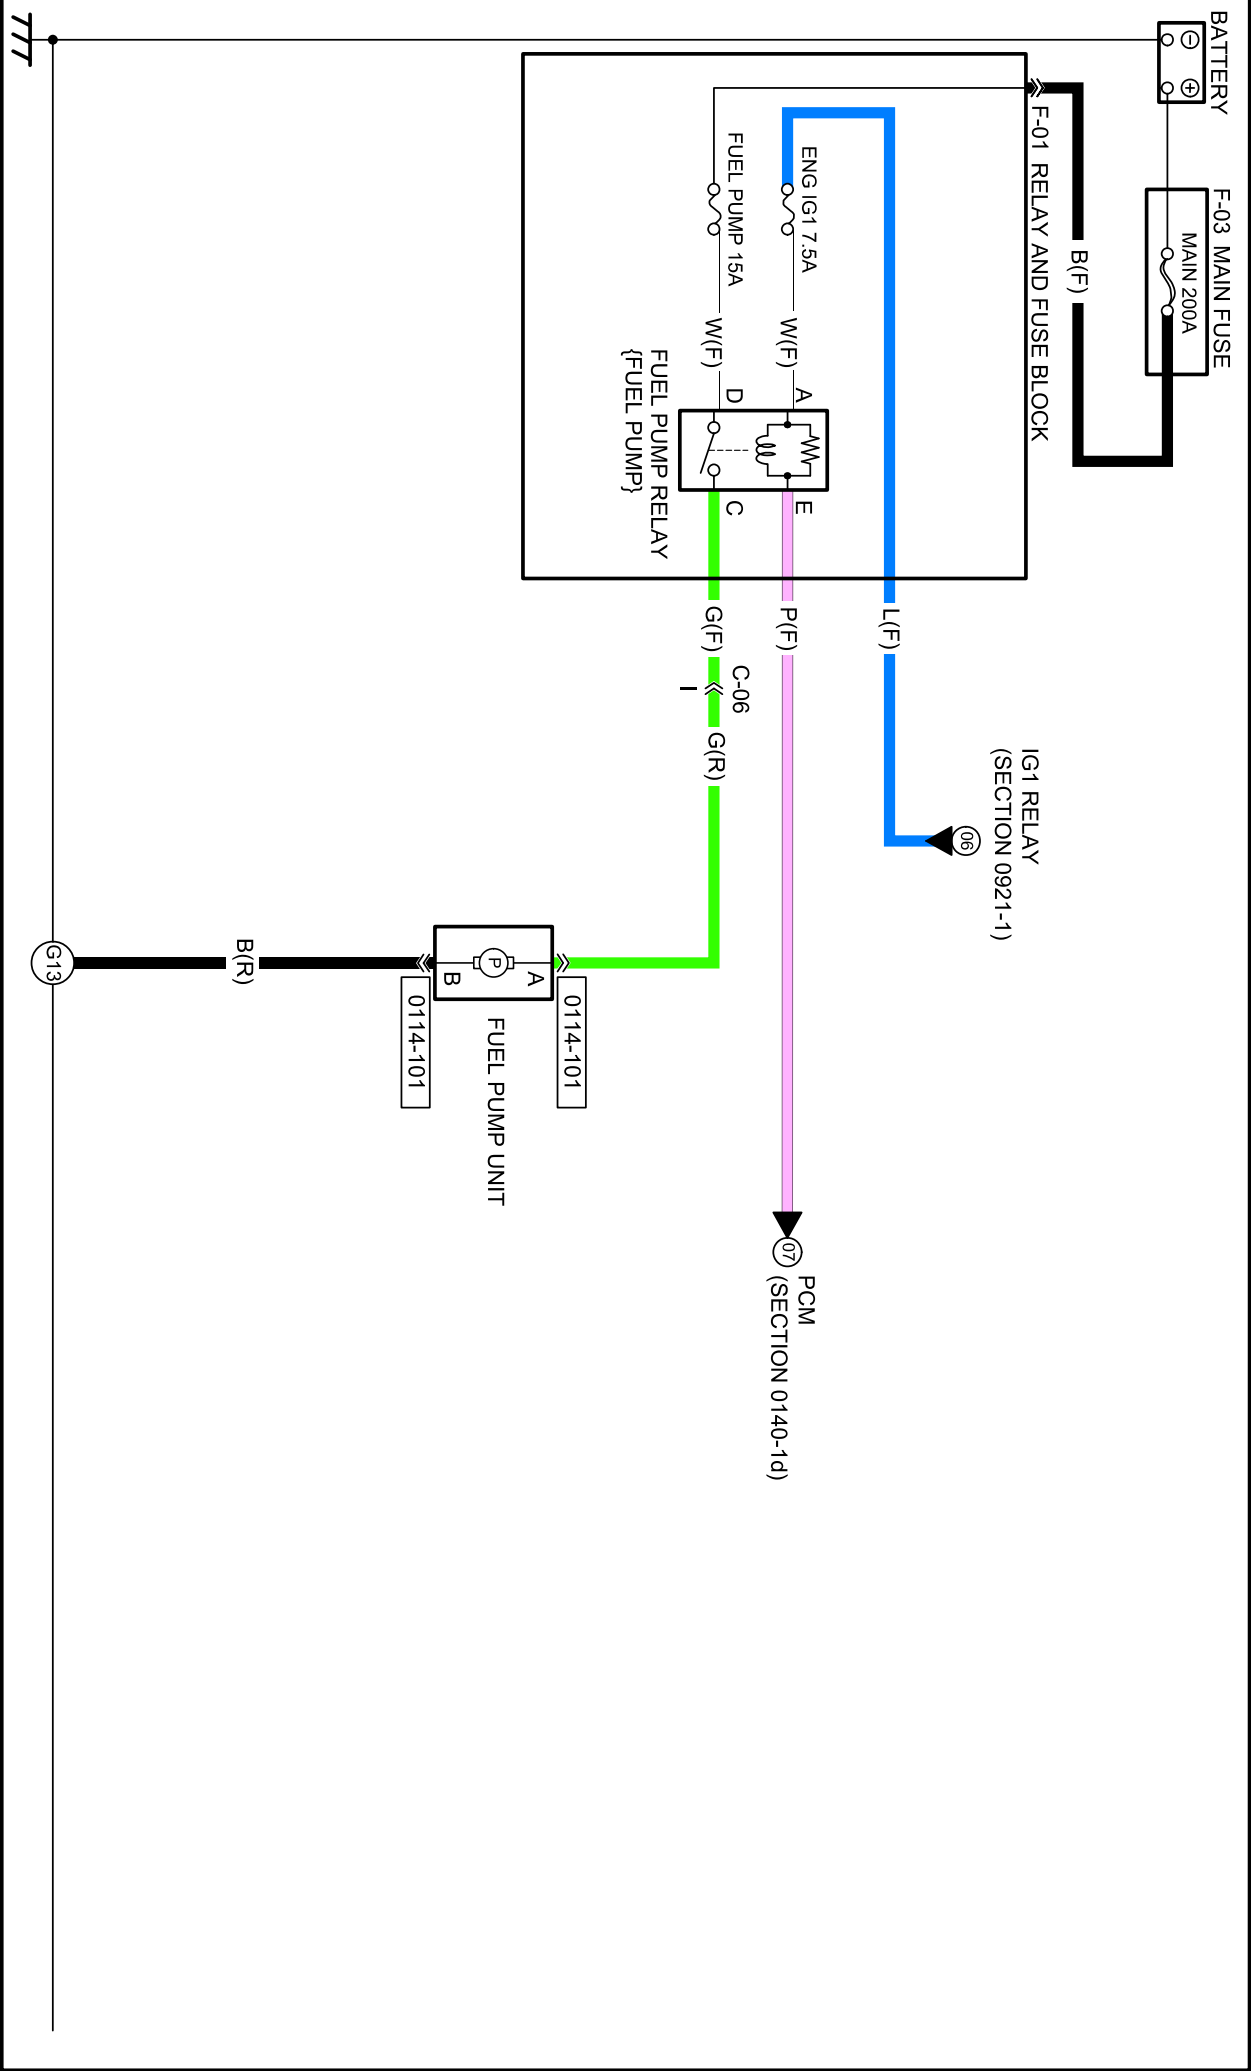 BATTERY
−
+
F-03 MAIN FUSE
MAIN 200A
B(F)
F-01 RELAY AND FUSE BLOCK
ENG IG1 7.5A
FUEL PUMP 15A
W(F)
W(F)
A
D
FUEL PUMP RELAY
{FUEL PUMP}
E
C
L(F)
P(F)
G(F)
C-06
I
G(R)
IG1 RELAY
(SECTION 0921-1)
06
PCM
(SECTION 0140-1d)
07
0114-101
A
P
B
FUEL PUMP UNIT
0114-101
B(R)
G13